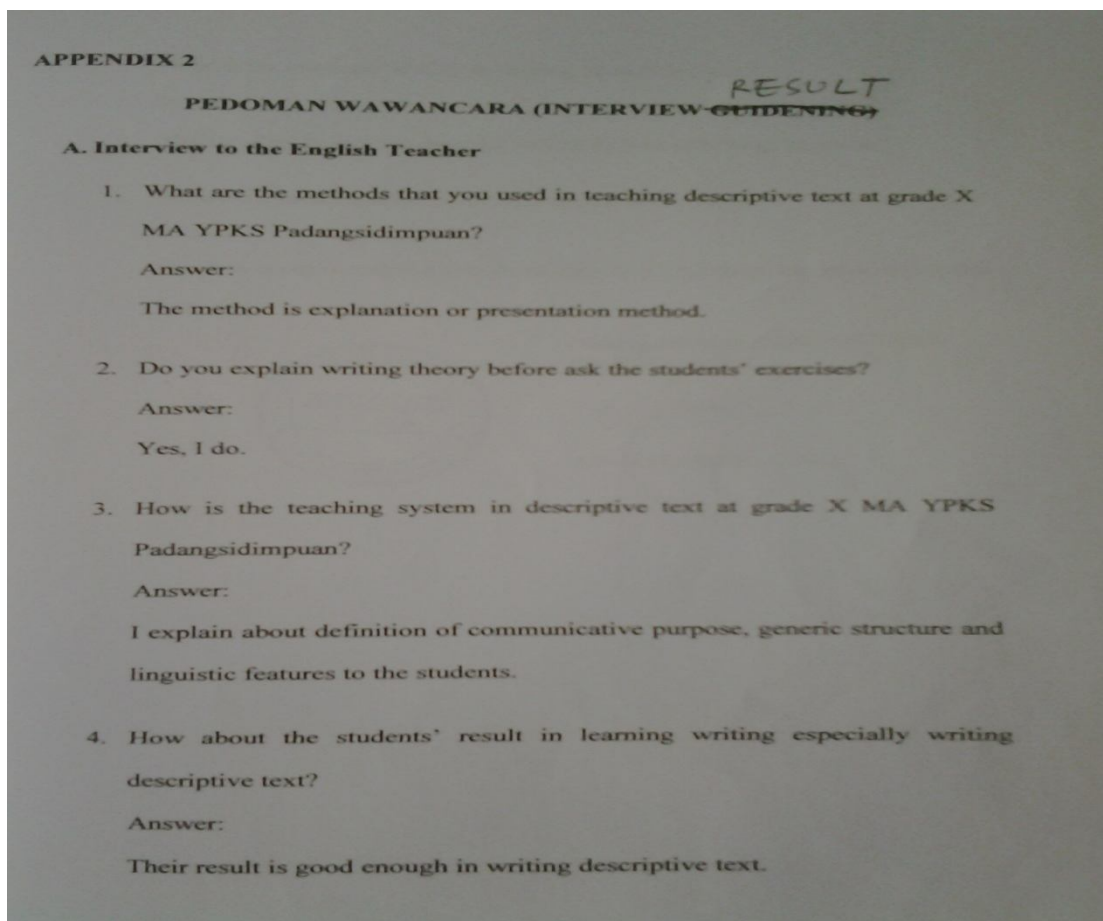 APPENDIX 2
RESULT
PEDOMAN WAWANCARA (INTERVIEW GUIDENING)
A. Interview to the English Teacher
1. What are the methods that you used in teaching descriptive text at grade X
MA YPKS Padangsidimpuan?
Answer:
The method is explanation or presentation method.
2. Do you explain writing theory before ask the students' exercises?
Answer:
Yes, I do.
3. How is the teaching system in descriptive text at grade X MA YPKS
Padangsidimpuan?
Answer:
I explain about definition of communicative purpose, generic structure and
linguistic features to the students.
4. How about the students' result in learning writing especially writing
descriptive text?
Answer:
Their result is good enough in writing descriptive text.